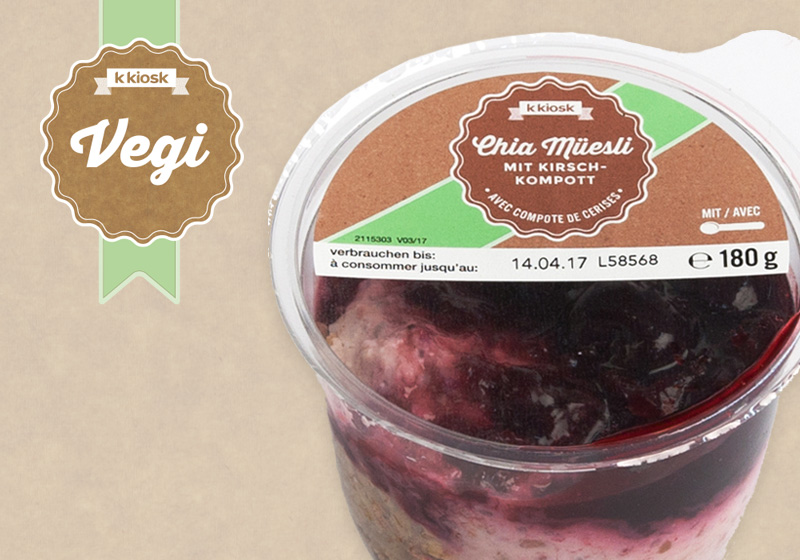 k kiosk
Vegi
k kiosk
Chia Müesli
MIT KIRSCH-
KOMPOTT
• AVEC COMPOTE DE CERISES •
MIT / AVEC
2115303 V03/17
verbrauchen bis:
à consommer jusqu'au:
14.04.17 L58568
℮ 180 g